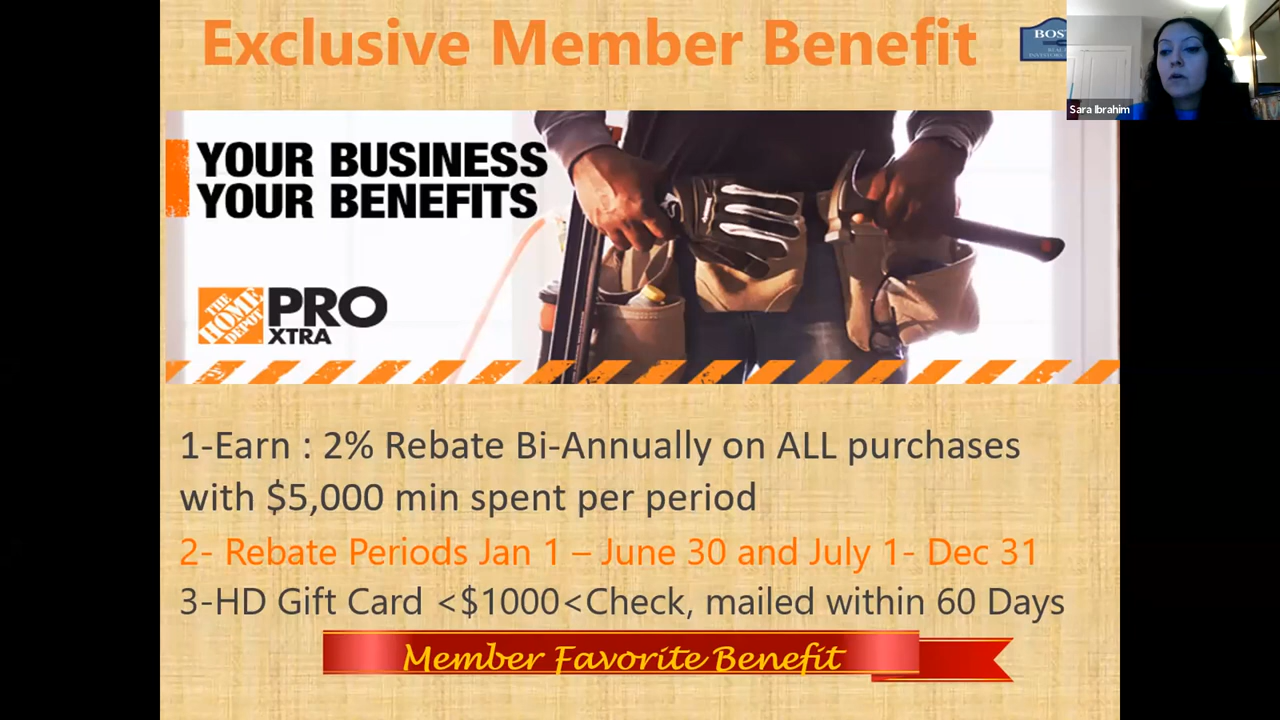 Exclusive Member Benefit
BOST
Sara Ibrahim
YOUR BUSINESS
YOUR BENEFITS
THE HOME DEPOT
PRO
XTRA
1-Earn : 2% Rebate Bi-Annually on ALL purchases
with $5,000 min spent per period
2- Rebate Periods Jan 1 – June 30 and July 1- Dec 31
3-HD Gift Card <$1000<Check, mailed within 60 Days
Member Favorite Benefit